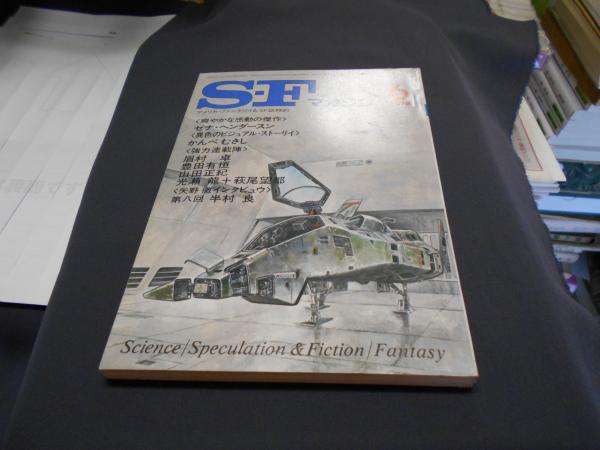 S-Fマガジン 6
〈爽やかな感動の傑作〉
ゼナ・ヘンダースン
〈異色のビジュアル・ストーリイ〉
かんべむさし
〈強力連載陣〉
眉村 卓
豊田有恒
山田正紀
光瀬 龍＋萩尾望都
〈矢野 徹インタビュウ〉
第八回 半村 良
Science/Speculation & Fiction/Fantasy